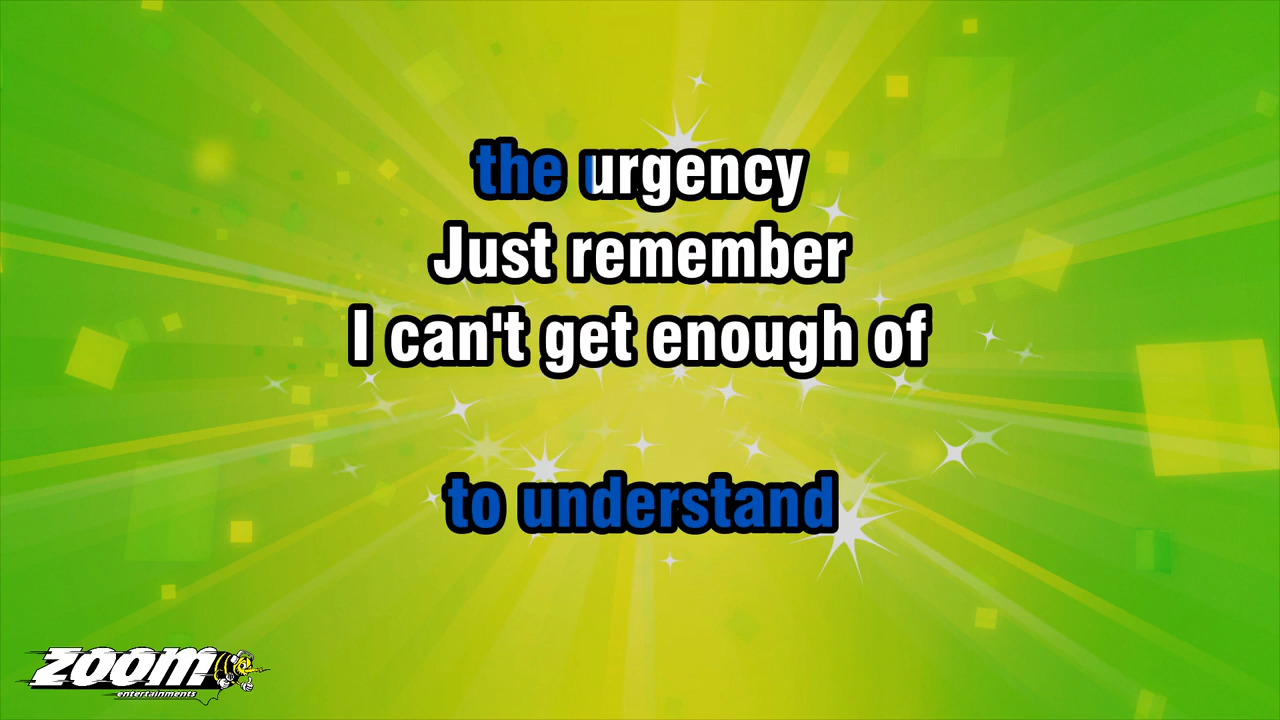 the urgency
Just remember
I can't get enough of
to understand
ZOOM
entertainments